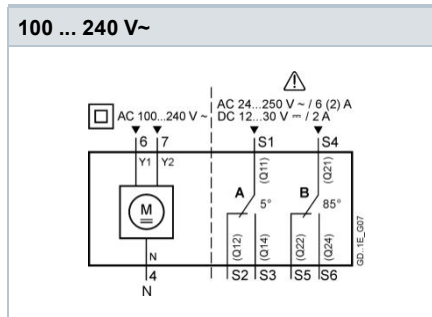 100 ... 240 V~
AC 24...250 V ~ / 6 (2) A
AC 100...240 V ~ DC 12...30 V ⎓ / 2 A
6 7 S1 S4
Y1 Y2 (Q11) (Q21)
A B
M 5° 85°
(Q12) (Q14) (Q22) (Q24)
N
4 S2 S3 S5 S6
N
GD..1E_G07